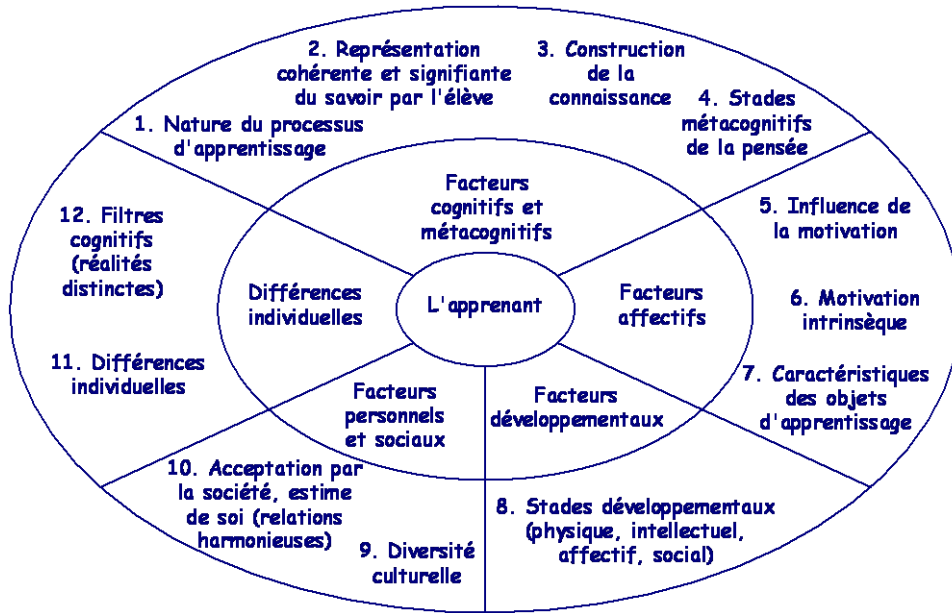 2. Représentation
cohérente et signifiante
du savoir par l'élève
3. Construction
de la
connaissance
4. Stades
métacognitifs
de la pensée
1. Nature du processus
d'apprentissage
Facteurs
cognitifs et
métacognitifs
12. Filtres
cognitifs
(réalités
distinctes)
5. Influence de
la motivation
Différences
individuelles
L'apprenant
Facteurs
affectifs
6. Motivation
intrinsèque
11. Différences
individuelles
7. Caractéristiques
des objets
d'apprentissage
Facteurs
personnels
et sociaux
Facteurs
développementaux
10. Acceptation par
la société, estime
de soi (relations
harmonieuses)
9. Diversité
culturelle
8. Stades développementaux
(physique, intellectuel,
affectif, social)